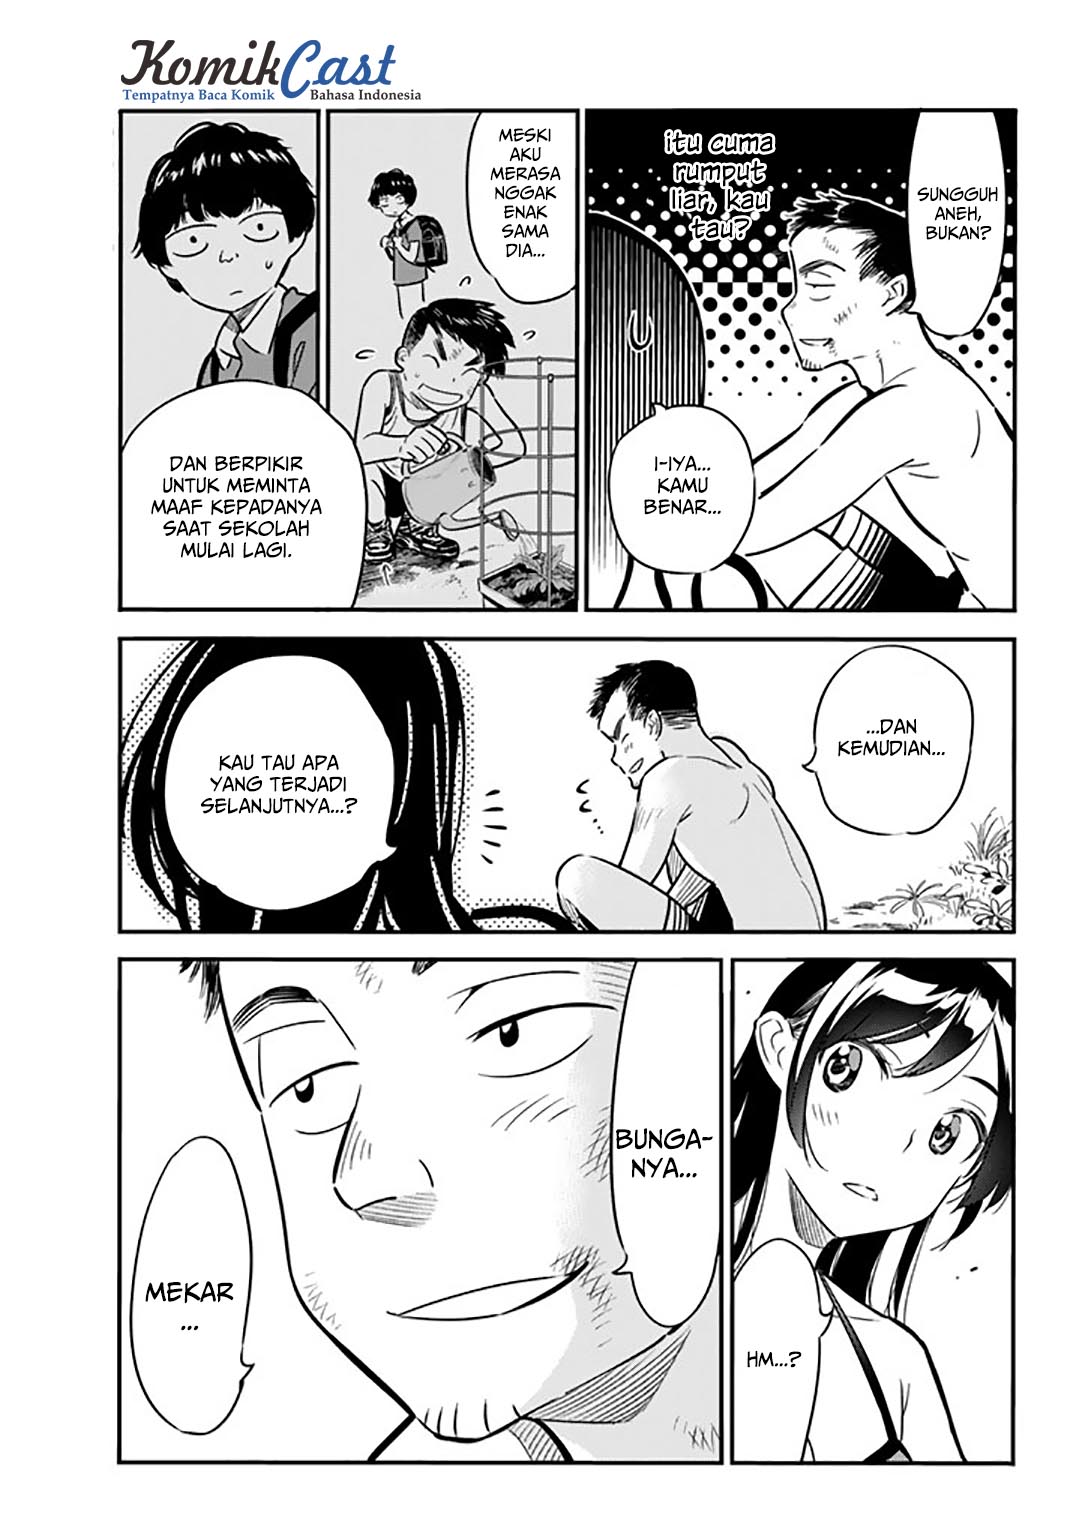 KomikCast
Tempatnya Baca Komik Bahasa Indonesia
SUNGGUH
ANEH,
BUKAN?
itu cuma
rumput
liar, kau
tau?
I-IYA...
KAMU
BENAR...
MESKI
AKU
MERASA
NGGAK
ENAK
SAMA
DIA...
DAN BERPIKIR
UNTUK MEMINTA
MAAF KEPADANYA
SAAT SEKOLAH
MULAI LAGI.
...DAN
KEMUDIAN...
KAU TAU APA
YANG TERJADI
SELANJUTNYA...?
HM...?
BUNGA-
NYA...
MEKAR
...